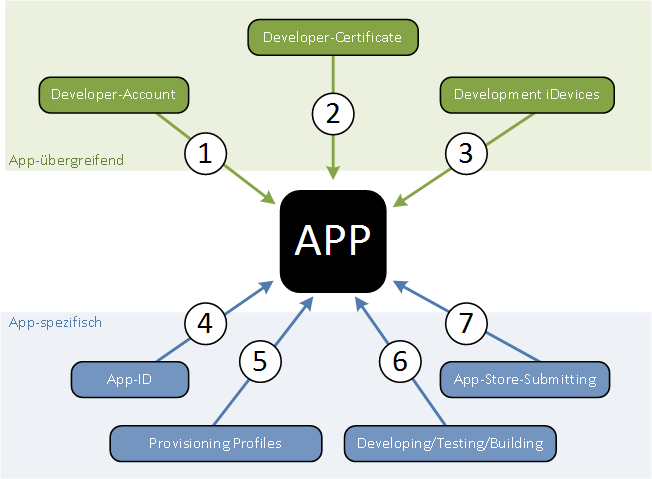 Developer-Certificate
Developer-Account
Development iDevices
2
1
3
App-übergreifend
APP
App-spezifisch
4
7
5
6
App-ID
App-Store-Submitting
Provisioning Profiles
Developing/Testing/Building